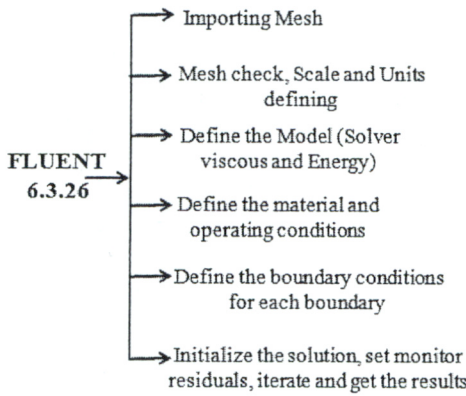 Importing Mesh
Mesh check, Scale and Units
defining
Define the Model (Solver
viscous and Energy)
FLUENT
6.3.26
Define the material and
operating conditions
Define the boundary conditions
for each boundary
Initialize the solution, set monitor
residuals, iterate and get the results